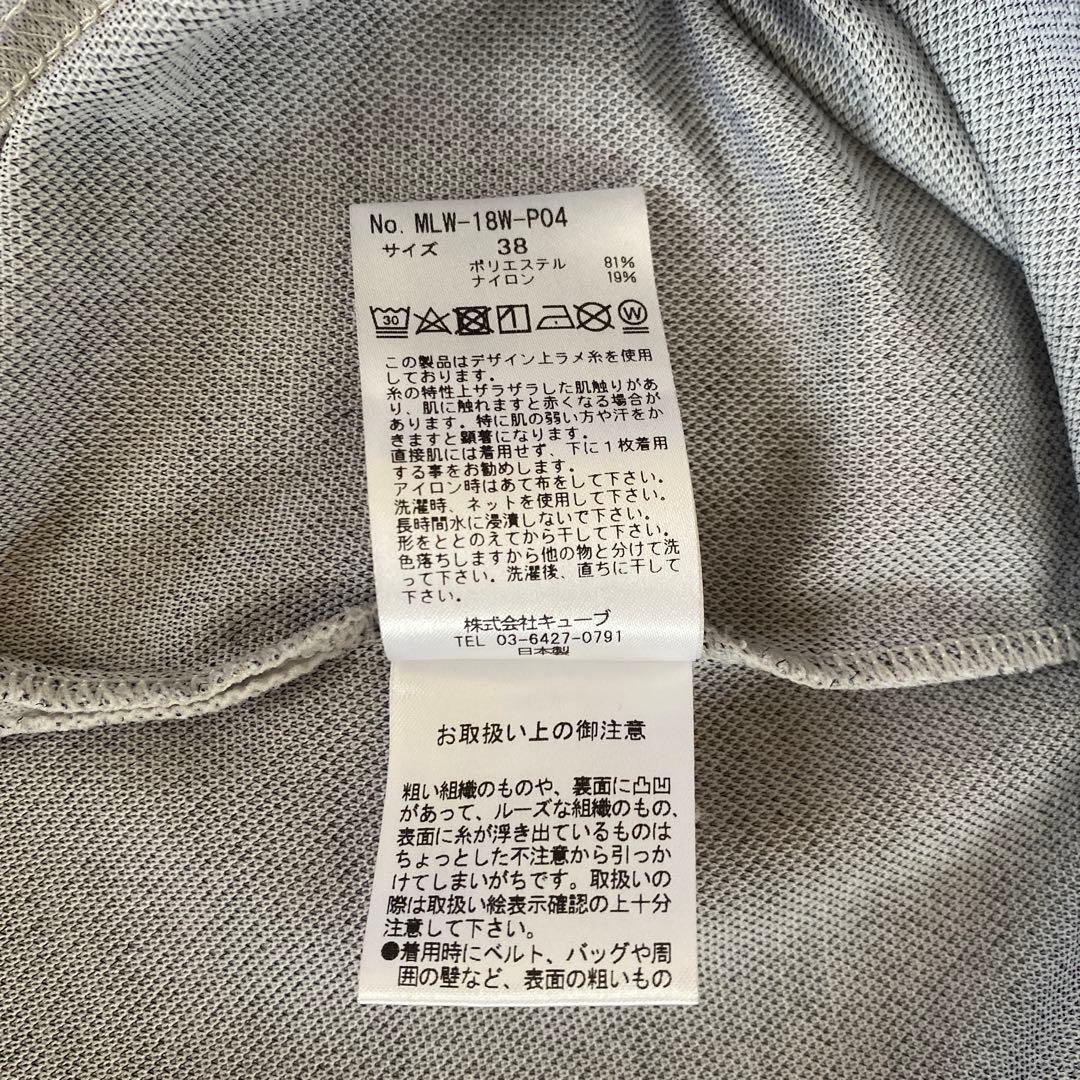 No. MLW-18W-P04
サイズ 38
ポリエステル 81%
ナイロン 19%
30 W
この製品はデザイン上ラメ糸を使用
しております。
糸の特性上ザラザラした肌触りがあ
り、肌に触れますと赤くなる場合が
あります。特に肌の弱い方や汗をか
きますと顕著になります。
直接肌には着用せず、下に1枚着用
する事をお勧めします。
アイロン時はあて布をして下さい。
洗濯時、ネットを使用して下さい。
長時間水に浸漬しないで下さい。
形をととのえてから干して下さい。
色落ちしますから他の物と分けて洗
って下さい。洗濯後、直ちに干して
下さい。
株式会社キューブ
TEL 03-6427-0791
日本製
お取扱い上の御注意
粗い組織のものや、裏面に凸凹
があって、ルーズな組織のもの、
表面に糸が浮き出ているものは
ちょっとした不注意から引っか
けてしまいがちです。取扱いの
際は取扱い絵表示確認の上十分
注意して下さい。
●着用時にベルト、バッグや周
囲の壁など、表面の粗いもの